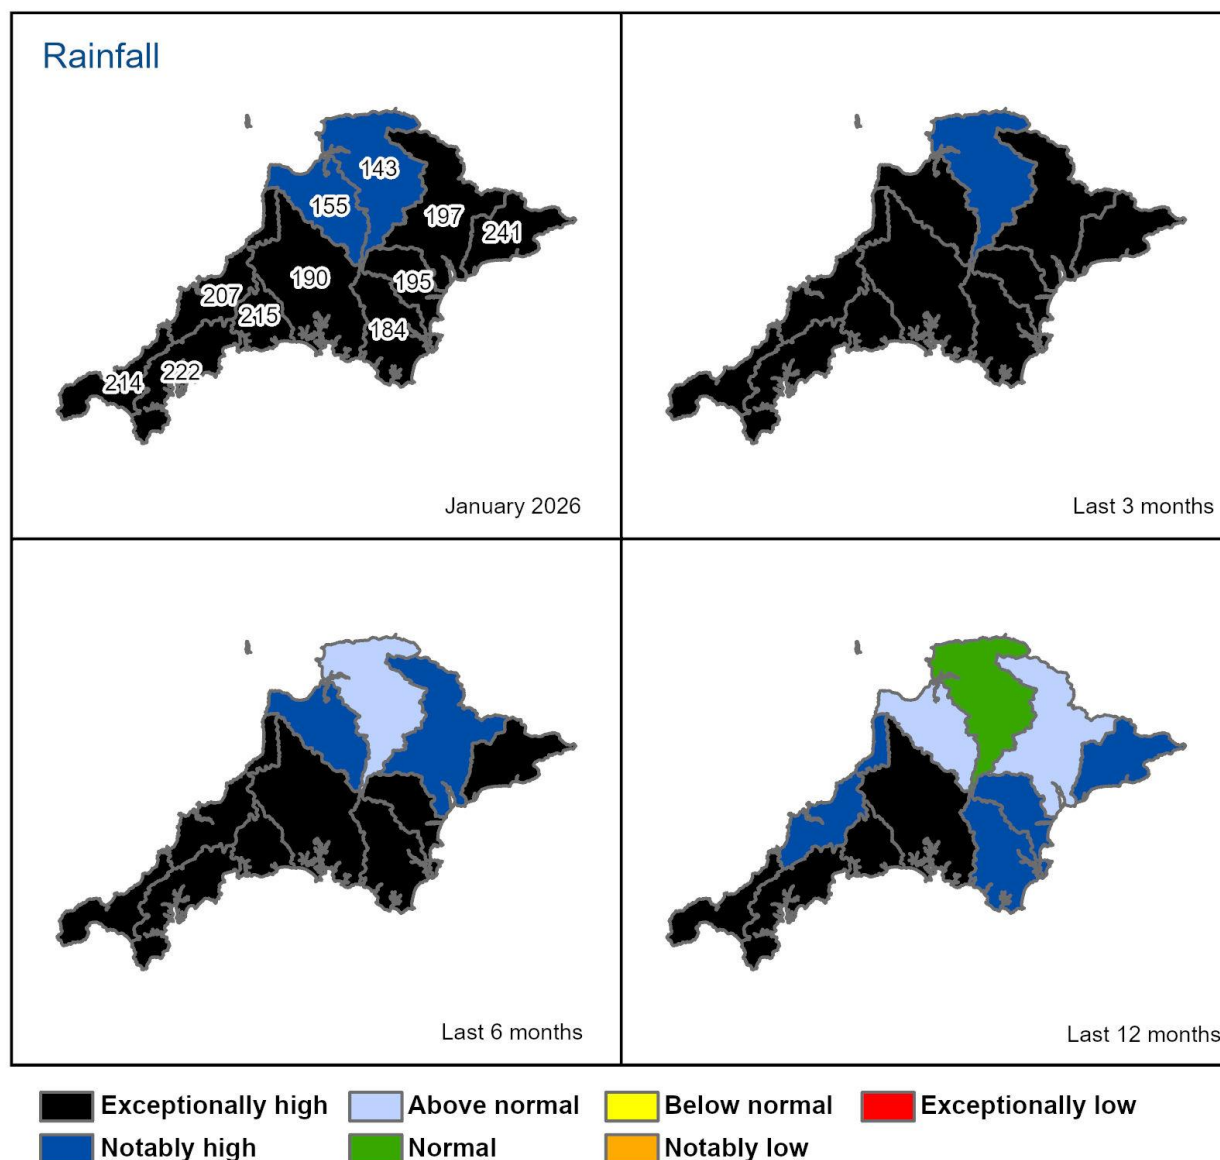 Rainfall
143
155
197
241
190
195
207
215
184
222
214
January 2026
Last 3 months
Last 6 months
Last 12 months
Exceptionally high
Above normal
Below normal
Exceptionally low
Notably high
Normal
Notably low